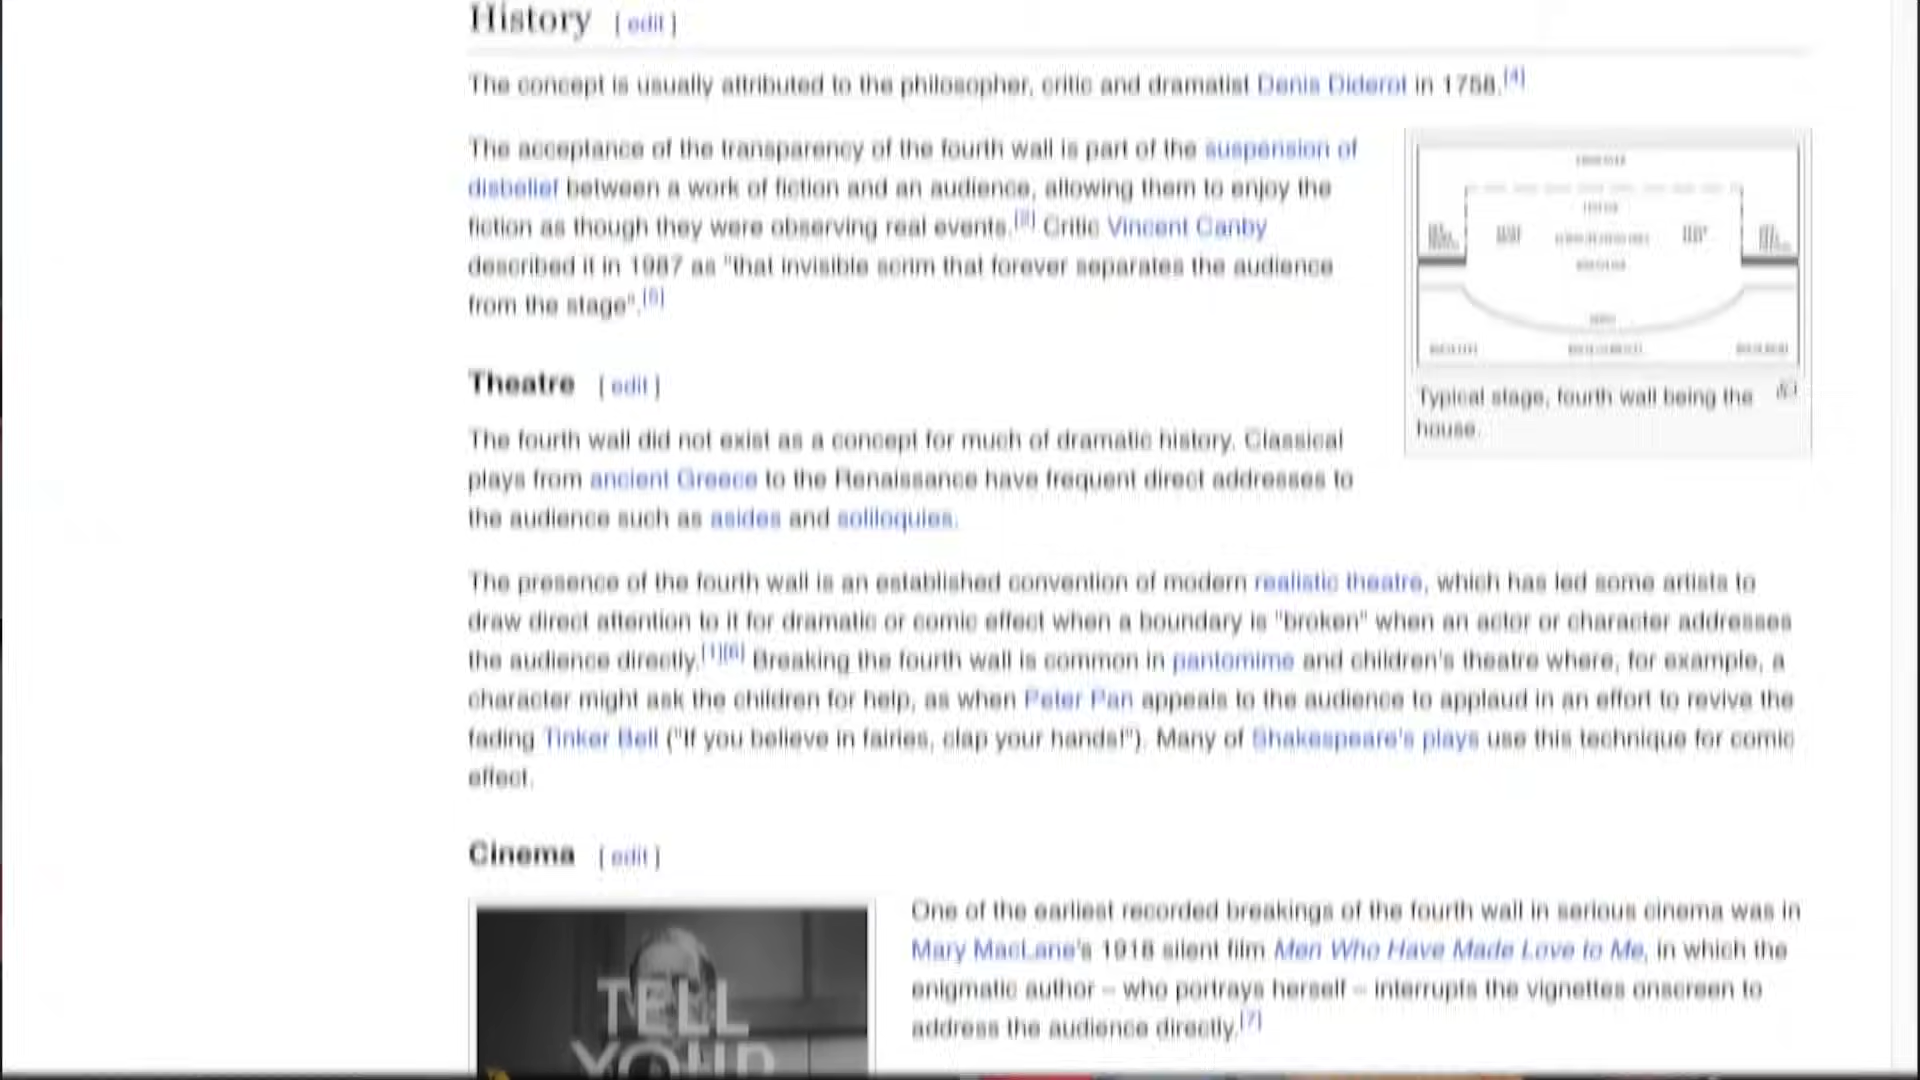 History [ edit ]
The concept is usually attributed to the philosopher, critic and dramatist Denis Diderot in 1758.[4]
The acceptance of the transparency of the fourth wall is part of the suspension of
disbelief between a work of fiction and an audience, allowing them to enjoy the
fiction as though they were observing real events.[2] Critic Vincent Canby
described it in 1987 as "that invisible scrim that forever separates the audience
from the stage".[5]
Typical stage, fourth wall being the
house.
Theatre [ edit ]
The fourth wall did not exist as a concept for much of dramatic history. Classical
plays from ancient Greece to the Renaissance have frequent direct addresses to
the audience such as asides and soliloquies.
The presence of the fourth wall is an established convention of modern realistic theatre, which has led some artists to
draw direct attention to it for dramatic or comic effect when a boundary is "broken" when an actor or character addresses
the audience directly.[1][6] Breaking the fourth wall is common in pantomime and children's theatre where, for example, a
character might ask the children for help, as when Peter Pan appeals to the audience to applaud in an effort to revive the
fading Tinker Bell ("If you believe in fairies, clap your hands!"). Many of Shakespeare's plays use this technique for comic
effect.
Cinema [ edit ]
TELL
YOUR
One of the earliest recorded breakings of the fourth wall in serious cinema was in
Mary MacLane's 1918 silent film Men Who Have Made Love to Me, in which the
enigmatic author – who portrays herself – interrupts the vignettes onscreen to
address the audience directly.[7]